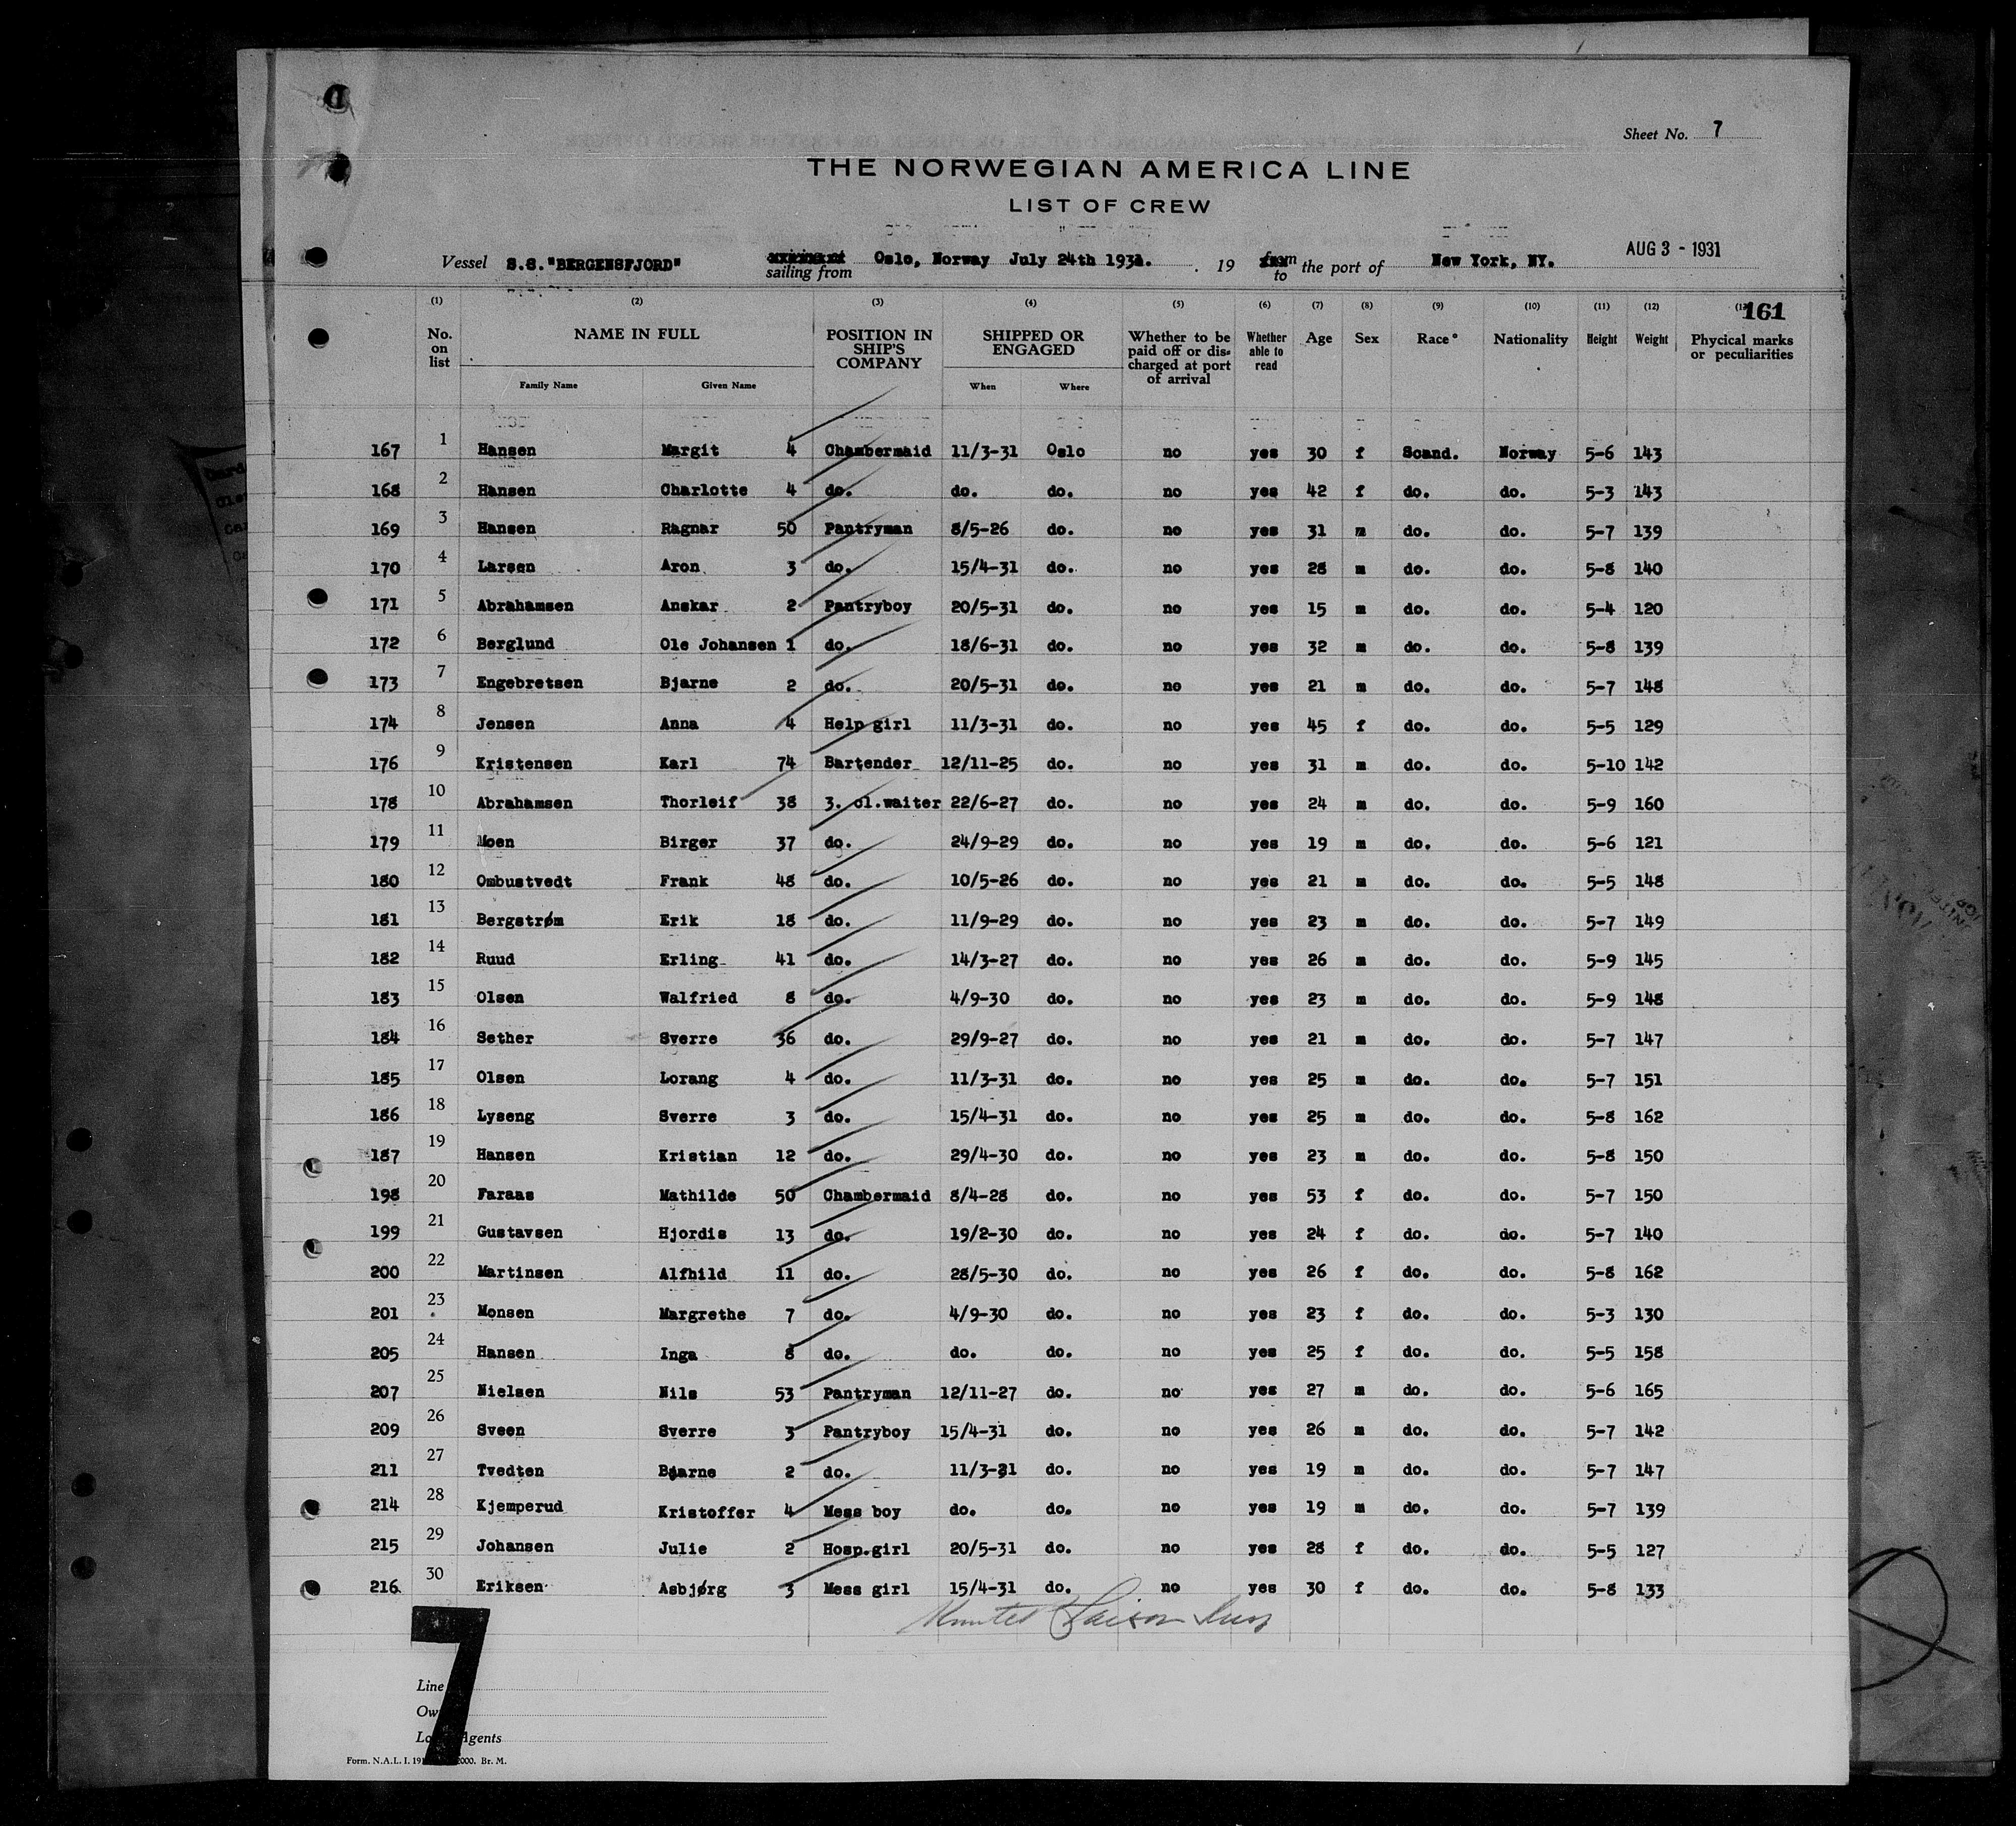 Sheet No. 7
THE NORWEGIAN AMERICA LINE
LIST OF CREW
Vessel S.S."BERGENSFJORD" sailing from Oslo, Norway July 24th 1931. . 19 to the port of New York, NY. AUG 3 - 1931
(1) (2) (3) (4) (5) (6) (7) (8) (9) (10) (11) (12) 161
No. on list NAME IN FULL POSITION IN SHIP'S COMPANY SHIPPED OR ENGAGED Whether to be paid off or discharged at port of arrival Whether able to read Age Sex Race* Nationality Height Weight Phycical marks or peculiarities
Family Name Given Name When Where
167 1 Hansen Margit 4 Chambermaid 11/3-31 Oslo no yes 30 f Scand. Norway 5-6 143
168 2 Hansen Charlotte 4 do. do. do. no yes 42 f do. do. 5-3 143
169 3 Hansen Ragnar 50 Pantryman 8/5-26 do. no yes 31 m do. do. 5-7 139
170 4 Larsen Aron 3 do. 15/4-31 do. no yes 28 m do. do. 5-8 140
171 5 Abrahamsen Anskar 2 Pantryboy 20/5-31 do. no yes 15 m do. do. 5-4 120
172 6 Berglund Ole Johansen 1 do. 18/6-31 do. no yes 32 m do. do. 5-8 139
173 7 Engebretsen Bjarne 2 do. 20/5-31 do. no yes 21 m do. do. 5-7 148
174 8 Jensen Anna 4 Help girl 11/3-31 do. no yes 45 f do. do. 5-5 129
176 9 Kristensen Karl 74 Bartender 12/11-25 do. no yes 31 m do. do. 5-10 142
178 10 Abrahamsen Thorleif 38 3. cl.waiter 22/6-27 do. no yes 24 m do. do. 5-9 160
179 11 Moen Birger 37 do. 24/9-29 do. no yes 19 m do. do. 5-6 121
180 12 Ombustvedt Frank 48 do. 10/5-26 do. no yes 21 m do. do. 5-5 148
181 13 Bergstrøm Erik 18 do. 11/9-29 do. no yes 23 m do. do. 5-7 149
182 14 Ruud Erling 41 do. 14/3-27 do. no yes 26 m do. do. 5-9 145
183 15 Olsen Walfried 8 do. 4/9-30 do. no yes 23 m do. do. 5-9 148
184 16 Sether Sverre 36 do. 29/9-27 do. no yes 21 m do. do. 5-7 147
185 17 Olsen Lorang 4 do. 11/3-31 do. no yes 25 m do. do. 5-7 151
186 18 Lyseng Sverre 3 do. 15/4-31 do. no yes 25 m do. do. 5-8 162
187 19 Hansen Kristian 12 do. 29/4-30 do. no yes 23 m do. do. 5-8 150
198 20 Faraas Mathilde 50 Chambermaid 8/4-28 do. no yes 53 f do. do. 5-7 150
199 21 Gustavsen Hjordis 13 do. 19/2-30 do. no yes 24 f do. do. 5-7 140
200 22 Martinsen Alfhild 11 do. 28/5-30 do. no yes 26 f do. do. 5-8 162
201 23 Monsen Margrethe 7 do. 4/9-30 do. no yes 23 f do. do. 5-3 130
205 24 Hansen Inga 8 do. do. do. no yes 25 f do. do. 5-5 158
207 25 Nielsen Nils 53 Pantryman 12/11-27 do. no yes 27 m do. do. 5-6 165
209 26 Sveen Sverre 3 Pantryboy 15/4-31 do. no yes 26 m do. do. 5-7 142
211 27 Tvedten Bjarne 2 do. 11/3-31 do. no yes 19 m do. do. 5-7 147
214 28 Kjemperud Kristoffer 4 Mess boy do. do. no yes 19 m do. do. 5-7 139
215 29 Johansen Julie 2 Hosp.girl 20/5-31 do. no yes 28 f do. do. 5-5 127
216 30 Eriksen Asbjørg 3 Mess girl 15/4-31 do. no yes 30 f do. do. 5-8 133
7
Line
Agents
Form. N.A.L. I. 2000. Br. M.